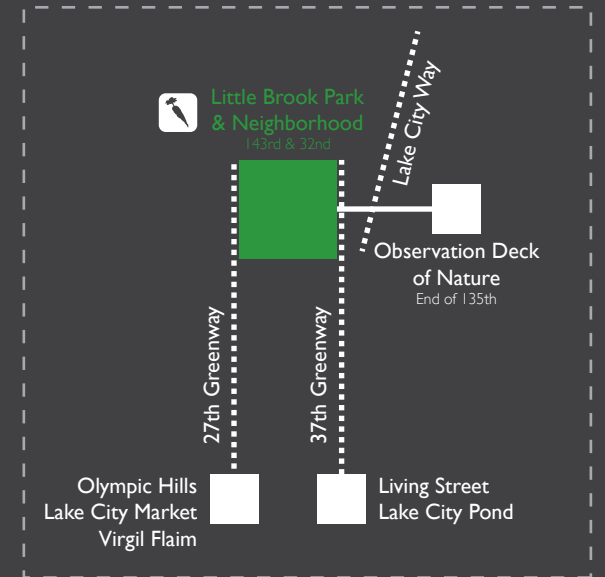 Little Brook Park
& Neighborhood
143rd & 32nd
Lake City Way
Observation Deck
of Nature
End of 135th
27th Greenway
37th Greenway
Olympic Hills
Lake City Market
Virgil Flaim
Living Street
Lake City Pond